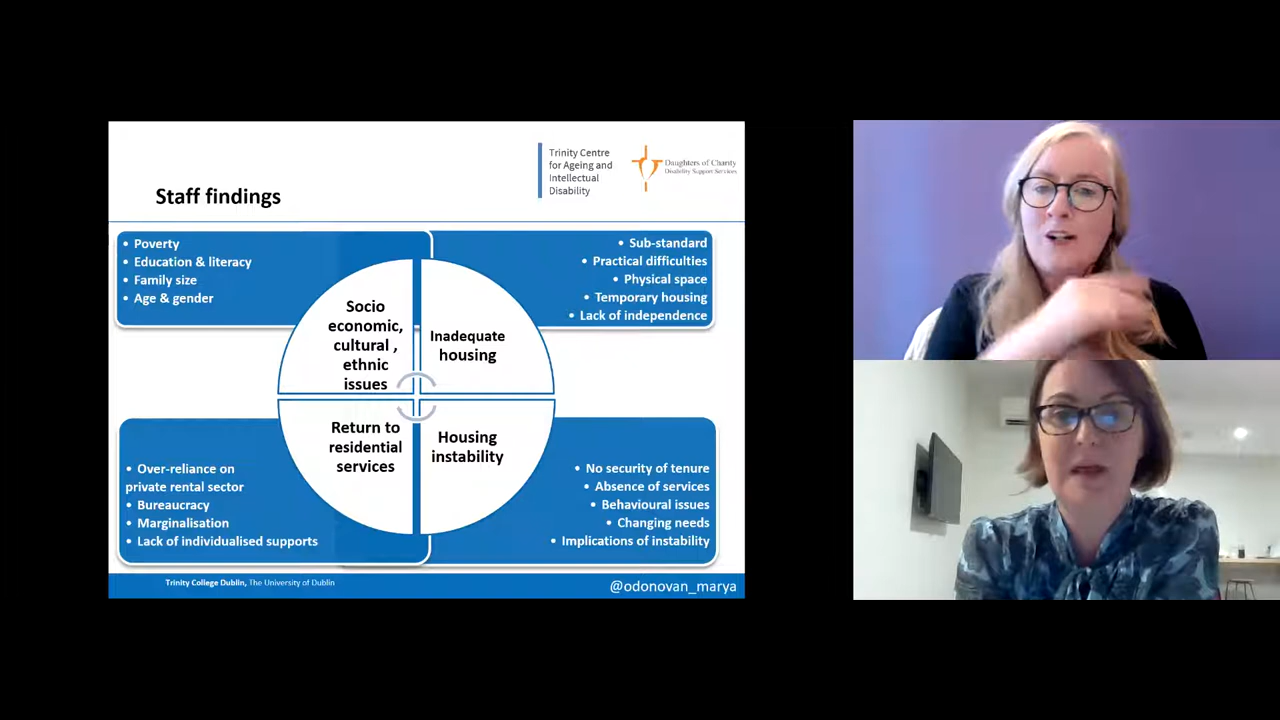 Trinity Centre
for Ageing and
Intellectual
Disability
Daughters of Charity
Disability Support Services
Staff findings
• Poverty
• Education & literacy
• Family size
• Age & gender
• Sub-standard
• Practical difficulties
• Physical space
• Temporary housing
• Lack of independence
Socio
economic,
cultural ,
ethnic
issues
Inadequate
housing
Return to
residential
services
Housing
instability
• Over-reliance on
private rental sector
• Bureaucracy
• Marginalisation
• Lack of individualised supports
• No security of tenure
• Absence of services
• Behavioural issues
• Changing needs
• Implications of instability
Trinity College Dublin, The University of Dublin
@odonovan_marya